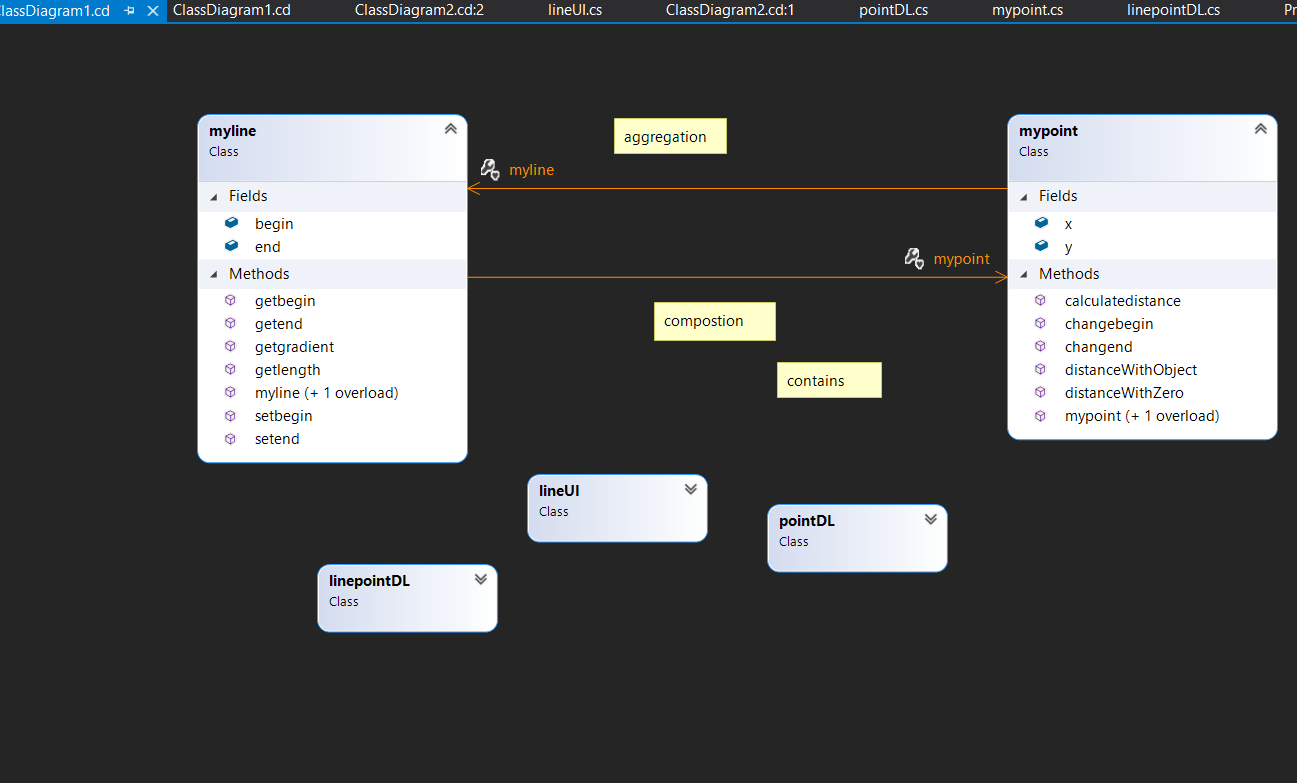 lassDiagram1.cd ClassDiagram1.cd ClassDiagram2.cd:2 lineUI.cs ClassDiagram2.cd:1 pointDL.cs mypoint.cs linepointDL.cs Pr
myline
Class
Fields
begin
end
Methods
getbegin
getend
getgradient
getlength
myline (+ 1 overload)
setbegin
setend
aggregation
myline
mypoint
compostion
contains
mypoint
Class
Fields
x
y
Methods
calculatedistance
changebegin
changend
distanceWithObject
distanceWithZero
mypoint (+ 1 overload)
lineUI
Class
pointDL
Class
linepointDL
Class